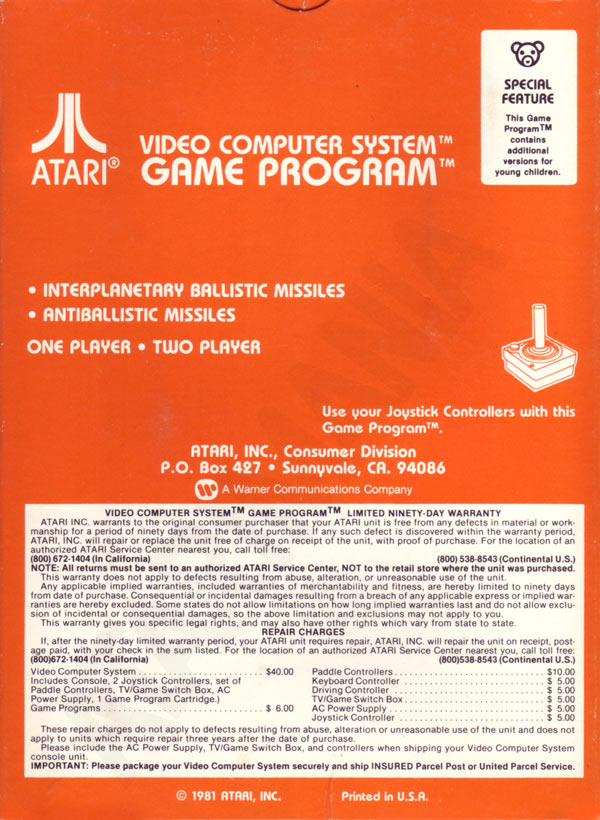 SPECIAL
FEATURE
This Game
Program™
contains
additional
versions for
young children.
ATARI®
VIDEO COMPUTER SYSTEM™
GAME PROGRAM™
• INTERPLANETARY BALLISTIC MISSILES
• ANTIBALLISTIC MISSILES
ONE PLAYER • TWO PLAYER
Use your Joystick Controllers with this
Game Program™.
ATARI, INC., Consumer Division
P.O. Box 427 • Sunnyvale, CA. 94086
A Warner Communications Company
VIDEO COMPUTER SYSTEM™ GAME PROGRAM™ LIMITED NINETY-DAY WARRANTY
ATARI INC. warrants to the original consumer purchaser that your ATARI unit is free from any defects in material or work-
manship for a period of ninety days from the date of purchase. If any such defect is discovered within the warranty period,
ATARI, INC. will repair or replace the unit free of charge on receipt of the unit, with proof of purchase. For the location of an
authorized ATARI Service Center nearest you, call toll free:
(800) 672-1404 (In California) (800) 538-8543 (Continental U.S.)
NOTE: All returns must be sent to an authorized ATARI Service Center, NOT to the retail store where the unit was purchased.
This warranty does not apply to defects resulting from abuse, alteration, or unreasonable use of the unit.
Any applicable implied warranties, included warranties of merchantability and fitness, are hereby limited to ninety days
from date of purchase. Consequential or incidental damages resulting from a breach of any applicable express or implied war-
ranties are hereby excluded. Some states do not allow limitations on how long implied warranties last and do not allow exclu-
sion of incidental or consequential damages, so the above limitation and exclusions may not apply to you.
This warranty gives you specific legal rights, and may also have other rights which vary from state to state.
REPAIR CHARGES
If, after the ninety-day limited warranty period, your ATARI unit requires repair, ATARI, INC. will repair the unit on receipt, post-
age paid, with your check in the sum listed. For the location of an authorized ATARI Service Center nearest you, call toll free:
(800)672-1404 (In California) (800)538-8543 (Continental U.S.)
Video Computer System . . . . . . . . . . . . . . . . . . . . $40.00
Includes Console, 2 Joystick Controllers, set of
Paddle Controllers, TV/Game Switch Box, AC
Power Supply, 1 Game Program Cartridge.)
Game Programs . . . . . . . . . . . . . . . . . . . . . . . . $ 6.00
Paddle Controllers . . . . . . . . . . . . . . . . . . . . $10.00
Keyboard Controller . . . . . . . . . . . . . . . . . . . $ 5.00
Driving Controller . . . . . . . . . . . . . . . . . . . . $ 5.00
TV/Game Switch Box . . . . . . . . . . . . . . . . . . . $ 5.00
AC Power Supply . . . . . . . . . . . . . . . . . . . . . $ 5.00
Joystick Controller . . . . . . . . . . . . . . . . . . . $ 5.00
These repair charges do not apply to defects resulting from abuse, alteration or unreasonable use of the unit and does not
apply to units which require repair three years after the date of purchase.
Please include the AC Power Supply, TV/Game Switch Box, and controllers when shipping your Video Computer System
console unit.
IMPORTANT: Please package your Video Computer System securely and ship INSURED Parcel Post or United Parcel Service.
© 1981 ATARI, INC. Printed in U.S.A.